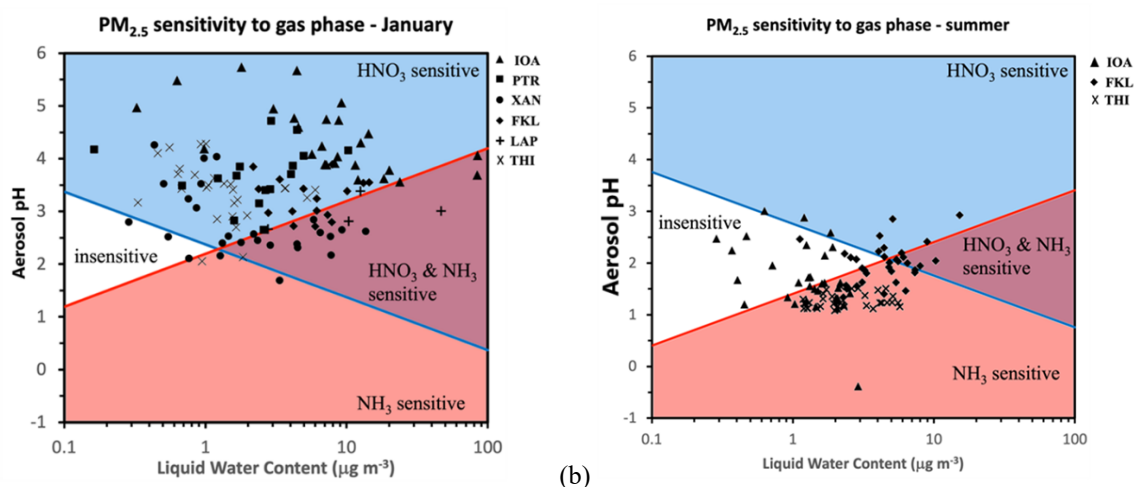 PM2.5 sensitivity to gas phase - January
6
5
4
3
2
1
0
-1
Aerosol pH
HNO3 sensitive
insensitive
HNO3 & NH3
sensitive
NH3 sensitive
0.1 1 10 100
Liquid Water Content (µg m-3)
IOA
PTR
XAN
FKL
LAP
THI
(b)
PM2.5 sensitivity to gas phase - summer
6
5
4
3
2
1
0
-1
Aerosol pH
HNO3 sensitive
insensitive
HNO3 & NH3
sensitive
NH3 sensitive
0.1 1 10 100
Liquid Water Content (µg m-3)
IOA
FKL
THI